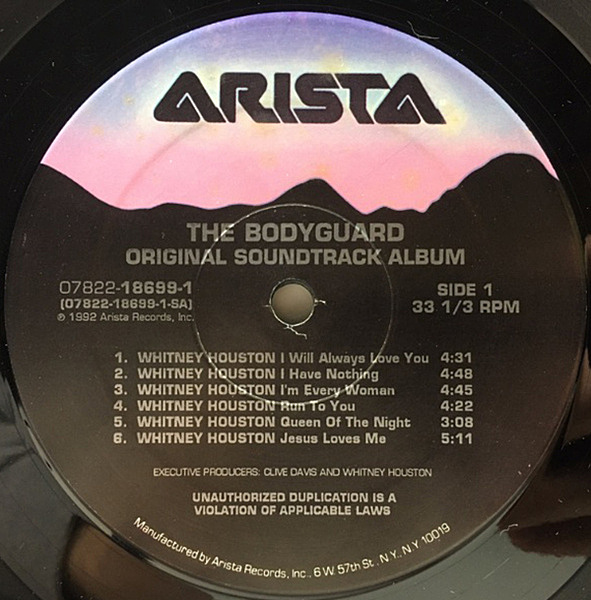 ARISTA
THE BODYGUARD
ORIGINAL SOUNDTRACK ALBUM
07822-18699-1
(07822-18699-1-SA)
℗ 1992 Arista Records, Inc.
SIDE 1
33 1/3 RPM
1. WHITNEY HOUSTON I Will Always Love You 4:31
2. WHITNEY HOUSTON I Have Nothing 4:48
3. WHITNEY HOUSTON I'm Every Woman 4:45
4. WHITNEY HOUSTON Run To You 4:22
5. WHITNEY HOUSTON Queen Of The Night 3:08
6. WHITNEY HOUSTON Jesus Loves Me 5:11
EXECUTIVE PRODUCERS: CLIVE DAVIS AND WHITNEY HOUSTON
UNAUTHORIZED DUPLICATION IS A
VIOLATION OF APPLICABLE LAWS
Manufactured by Arista Records, Inc., 6 W. 57th St., N.Y., N.Y. 10019